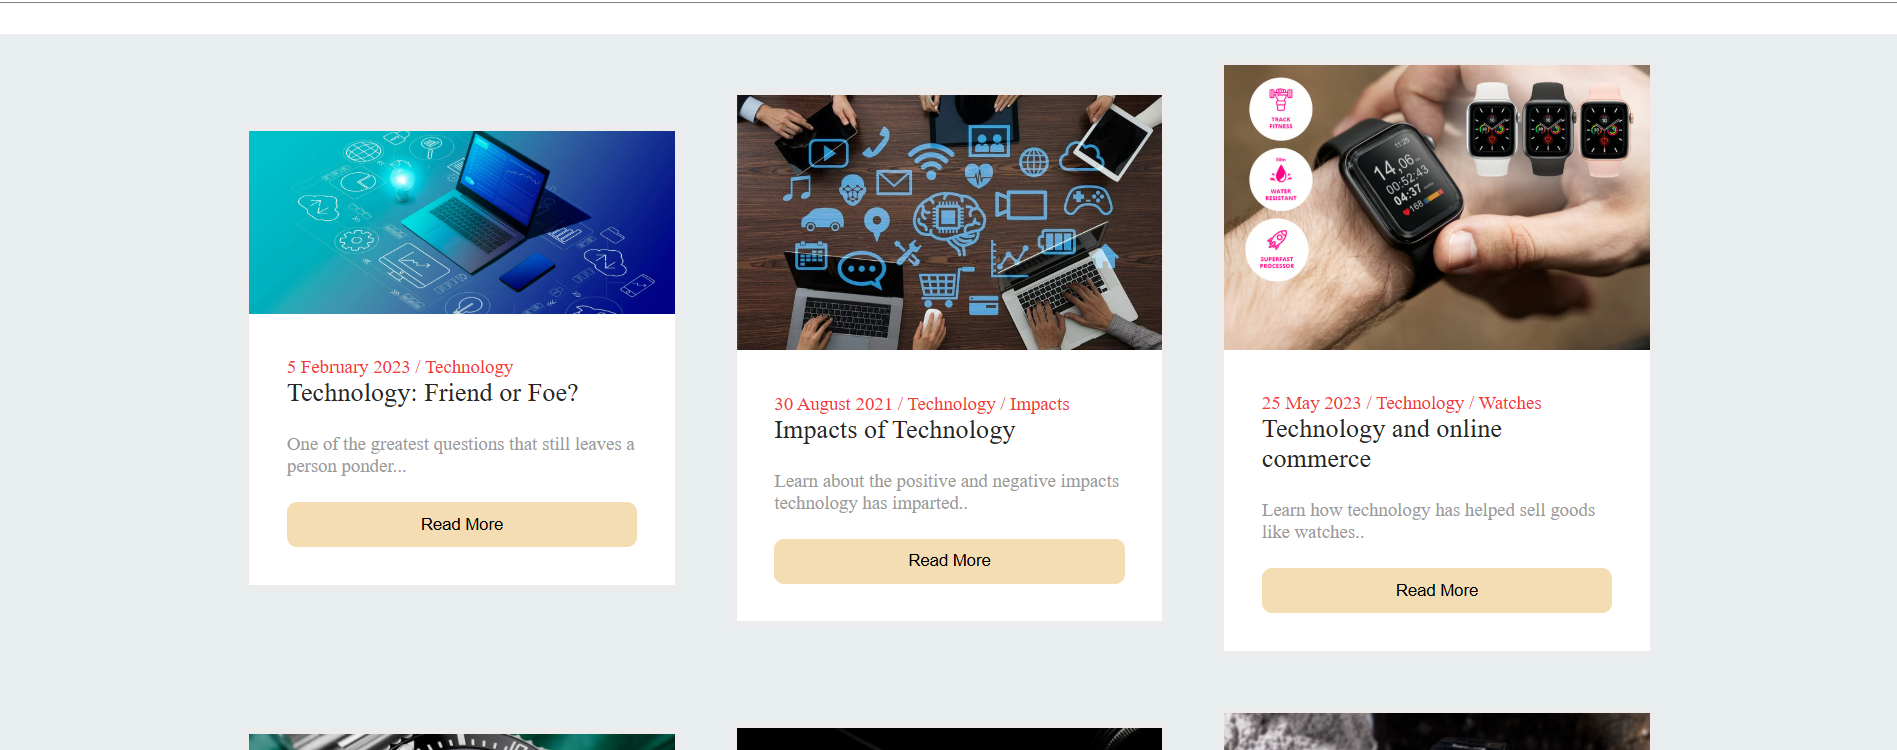 5 February 2023 / Technology
Technology: Friend or Foe?
One of the greatest questions that still leaves a
person ponder...
Read More
30 August 2021 / Technology / Impacts
Impacts of Technology
Learn about the positive and negative impacts
technology has imparted..
Read More
TRACK
FITNESS
50m
WATER
RESISTANT
SUPERFAST
PROCESSOR
11:25
14,06
00:52:43
04:37
168
25 May 2023 / Technology / Watches
Technology and online
commerce
Learn how technology has helped sell goods
like watches..
Read More